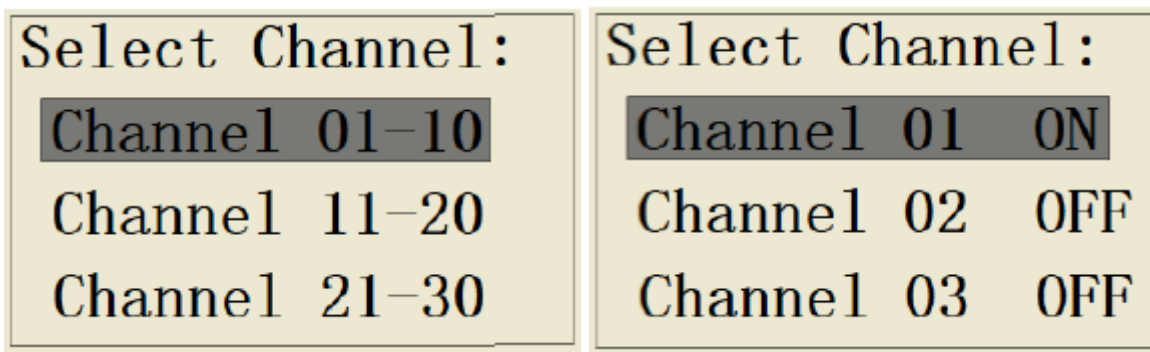 Select Channel:
Channel 01-10
Channel 11-20
Channel 21-30
Select Channel:
Channel 01 ON
Channel 02 OFF
Channel 03 OFF